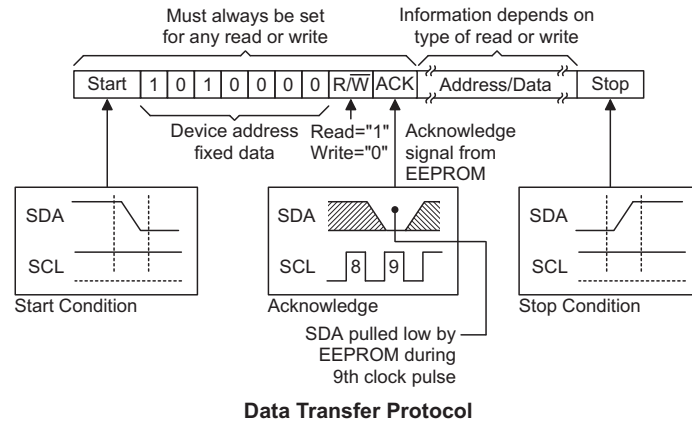 Must always be set
for any read or write
Information depends on
type of read or write
Start 1 0 1 0 0 0 0 R/W̅ ACK Address/Data Stop
Device address
fixed data
Read="1"
Write="0"
Acknowledge
signal from
EEPROM
SDA
SCL
Start Condition
SDA
SCL 8 9
Acknowledge
SDA
SCL
Stop Condition
SDA pulled low by
EEPROM during
9th clock pulse
Data Transfer Protocol